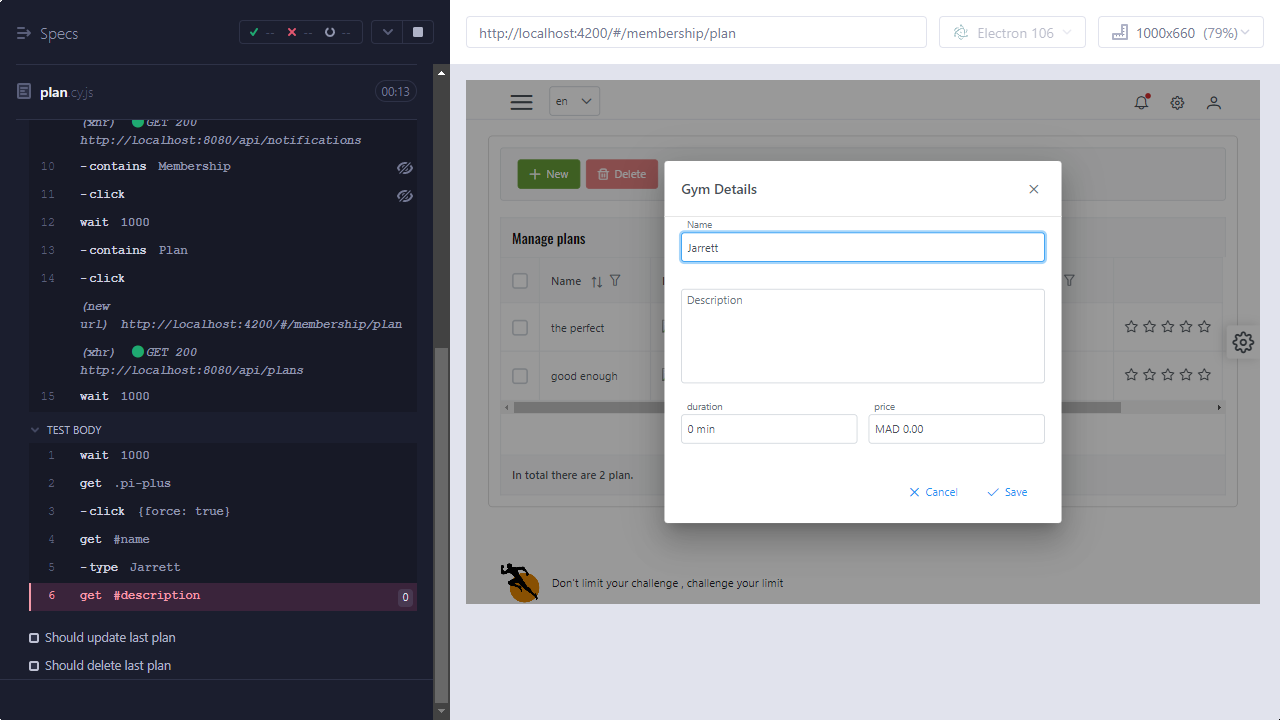 Specs
--
--
--
plan.cy.js
00:13
(xhr) GET 200
http://localhost:8080/api/notifications
10 -contains Membership
11 -click
12 wait 1000
13 -contains Plan
14 -click
(new
url) http://localhost:4200/#/membership/plan
(xhr) GET 200
http://localhost:8080/api/plans
15 wait 1000
TEST BODY
1 wait 1000
2 get .pi-plus
3 -click {force: true}
4 get #name
5 -type Jarrett
6 get #description 0
Should update last plan
Should delete last plan
http://localhost:4200/#/membership/plan
Electron 106
1000x660 (79%)
en
New
Delete
Manage plans
Name
the perfect
good enough
In total there are 2 plan.
Gym Details
Name
Jarrett
Description
duration
price
0 min
MAD 0.00
Cancel
Save
Don't limit your challenge , challenge your limit